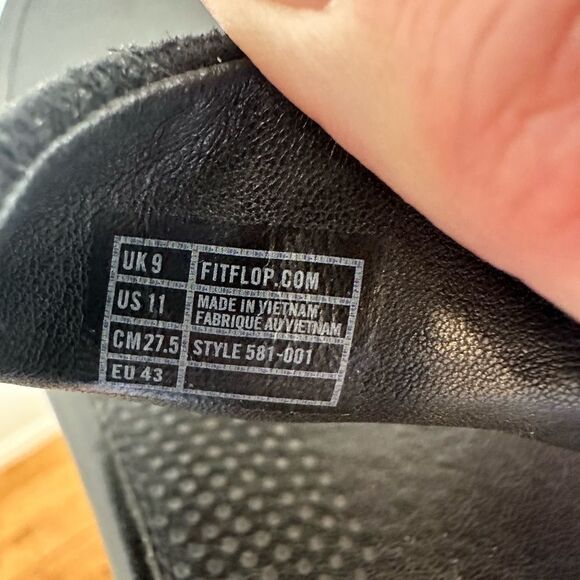 UK 9 FITFLOP.COM
US 11 MADE IN VIETNAM
FABRIQUÉ AU VIETNAM
CM 27.5 STYLE 581-001
EU 43